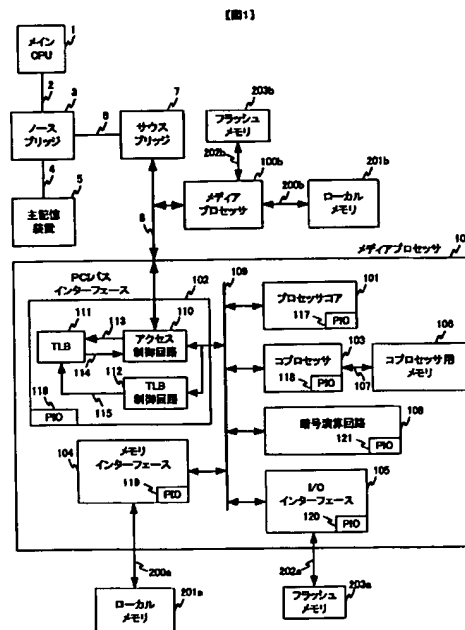 【図1】
1
メイン
CPU
2
3
ノース
ブリッジ
6
7
サウス
ブリッジ
4
5
主記憶
装置
8
203b
フラッシュ
メモリ
202b
100b
メディア
プロセッサ
200b
201b
ローカル
メモリ
メディアプロセッサ
PCIバス
インターフェース
102
109
111
113
110
TLB
アクセス
制御回路
114
112
TLB
制御回路
115
116
PIO
101
プロセッサコア
117
PIO
103
コプロセッサ
118
PIO
107
106
コプロセッサ用
メモリ
108
暗号演算回路
121
PIO
104
メモリ
インターフェース
119
PIO
105
I/O
インターフェース
120
PIO
200a
201a
ローカル
メモリ
202a
203a
フラッシュ
メモリ